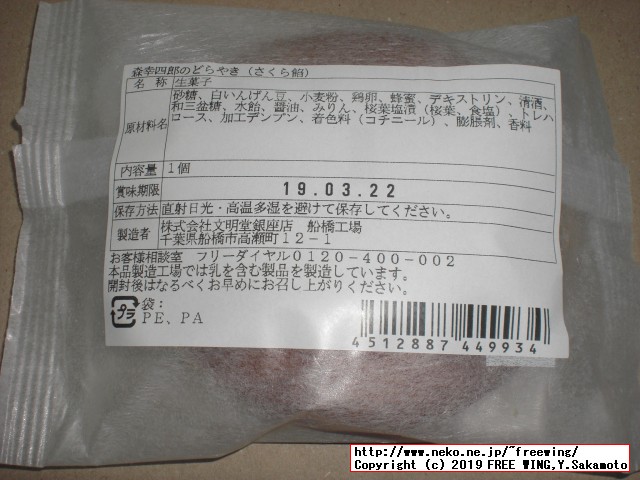 森幸四郎のどらやき（さくら餡）
名 称 生菓子
原材料名 砂糖、白いんげん豆、小麦粉、鶏卵、蜂蜜、デキストリン、清酒、
和三盆糖、水飴、醤油、みりん、桜葉塩漬（桜葉、食塩）、トレハ
ロース、加工デンプン、着色料（コチニール）、膨脹剤、香料
内容量 1個
賞味期限 19.03.22
保存方法 直射日光・高温多湿を避けて保存してください。
製造者 株式会社文明堂銀座店 船橋工場
千葉県船橋市高瀬町12-1
お客様相談室 フリーダイヤル0120-400-002
本品製造工場では乳を含む製品を製造しています。
開封後はなるべくお早めにお召し上がりください。
プラ 袋：
PE、PA
4512887 449934
http://www.neko.ne.jp/~freewing/
Copyright (c) 2019 FREE WING,Y.Sakamoto